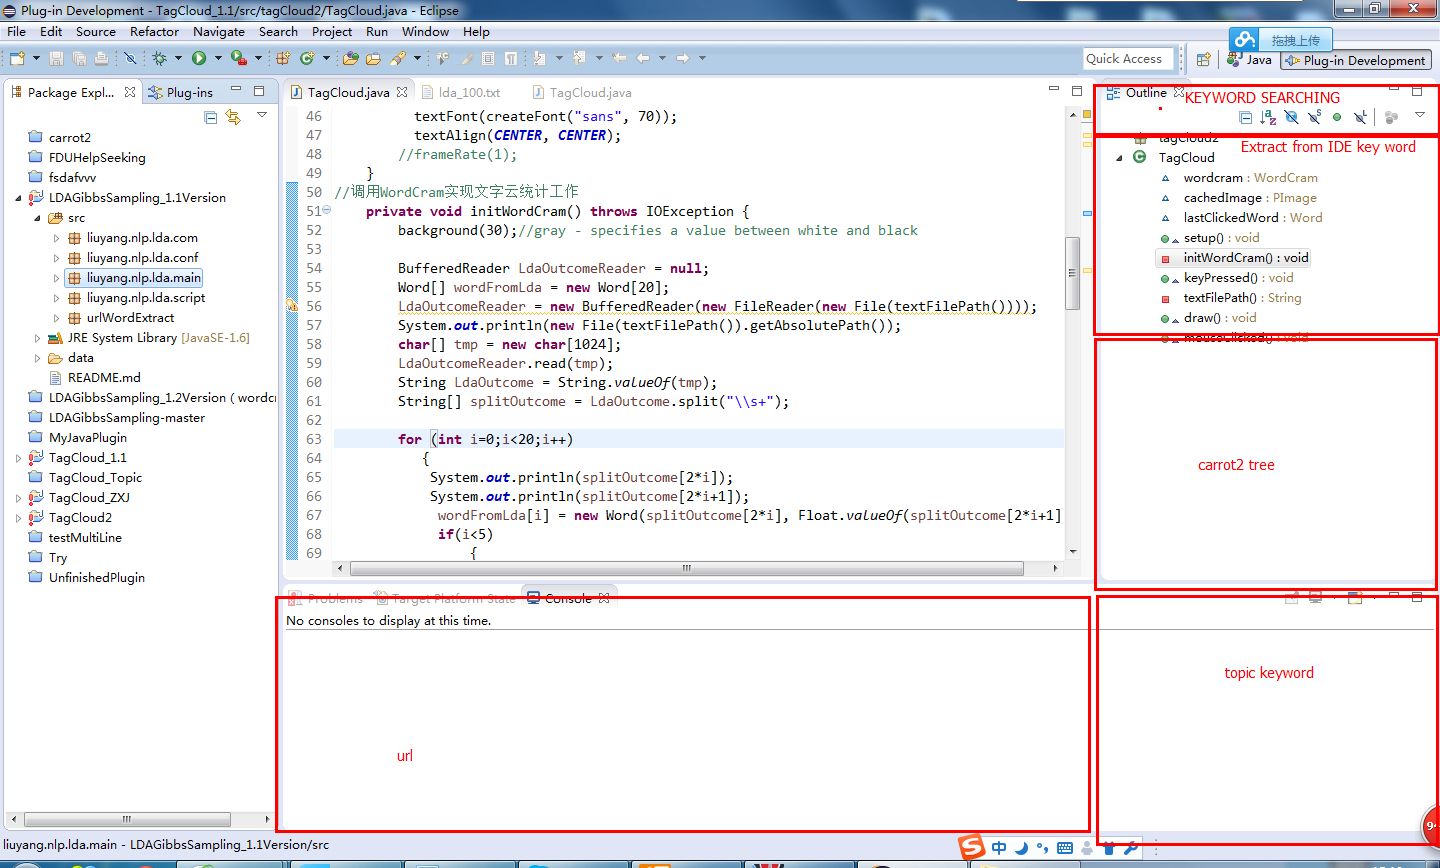 Plug-in Development - TagCloud_1.1/src/tagCloud2/TagCloud.java - Eclipse
File Edit Source Refactor Navigate Search Project Run Window Help
拖拽上传
Quick Access
Java
Plug-in Development
Package Expl...
Plug-ins
carrot2
FDUHelpSeeking
fsdafvvv
LDAGibbsSampling_1.1Version
src
liuyang.nlp.lda.com
liuyang.nlp.lda.conf
liuyang.nlp.lda.main
liuyang.nlp.lda.script
urlWordExtract
JRE System Library [JavaSE-1.6]
data
README.md
LDAGibbsSampling_1.2Version ( wordcr
LDAGibbsSampling-master
MyJavaPlugin
TagCloud_1.1
TagCloud_Topic
TagCloud_ZXJ
TagCloud2
testMultiLine
Try
UnfinishedPlugin
TagCloud.java
lda_100.txt
TagCloud.java
46 textFont(createFont("sans", 70));
47 textAlign(CENTER, CENTER);
48 //frameRate(1);
49 }
50 //调用WordCram实现文字云统计工作
51 private void initWordCram() throws IOException {
52 background(30);//gray - specifies a value between white and black
53
54 BufferedReader LdaOutcomeReader = null;
55 Word[] wordFromLda = new Word[20];
56 LdaOutcomeReader = new BufferedReader(new FileReader(new File(textFilePath())));
57 System.out.println(new File(textFilePath()).getAbsolutePath());
58 char[] tmp = new char[1024];
59 LdaOutcomeReader.read(tmp);
60 String LdaOutcome = String.valueOf(tmp);
61 String[] splitOutcome = LdaOutcome.split("\\s+");
62
63 for (int i=0;i<20;i++)
64 {
65 System.out.println(splitOutcome[2*i]);
66 System.out.println(splitOutcome[2*i+1]);
67 wordFromLda[i] = new Word(splitOutcome[2*i], Float.valueOf(splitOutcome[2*i+1]
68 if(i<5)
69 {
Outline
KEYWORD SEARCHING
tagCloud2
Extract from IDE key word
TagCloud
wordcram : WordCram
cachedImage : PImage
lastClickedWord : Word
setup() : void
initWordCram() : void
keyPressed() : void
textFilePath() : String
draw() : void
mouseClicked() : void
carrot2 tree
Problems
Target Platform State
Console
No consoles to display at this time.
url
topic keyword
liuyang.nlp.lda.main - LDAGibbsSampling_1.1Version/src
中